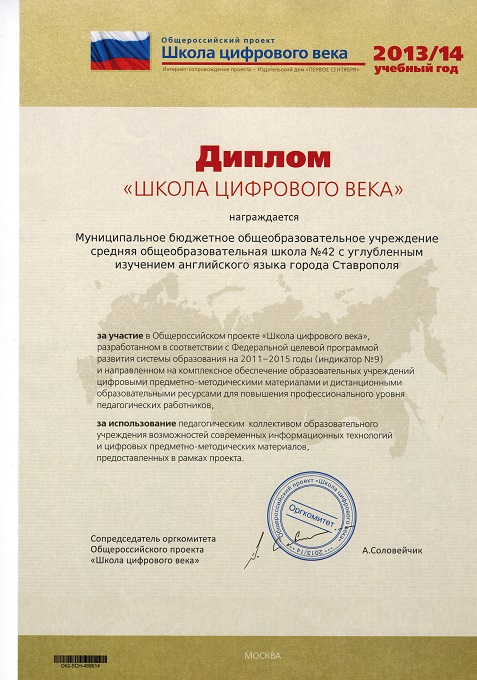 Общероссийский проект
Школа цифрового века
Интернет-сопровождение проекта – Издательский дом «ПЕРВОЕ СЕНТЯБРЯ»
2013/14
учебный год
Диплом
«ШКОЛА ЦИФРОВОГО ВЕКА»
награждается
Муниципальное бюджетное общеобразовательное учреждение
средняя общеобразовательная школа №42 с углубленным
изучением английского языка города Ставрополя
за участие в Общероссийском проекте «Школа цифрового века»,
разработанном в соответствии с Федеральной целевой программой
развития системы образования на 2011–2015 годы (индикатор №9)
и направленном на комплексное обеспечение образовательных учреждений
цифровыми предметно-методическими материалами и дистанционными
образовательными ресурсами для повышения профессионального уровня
педагогических работников,
за использование педагогическим коллективом образовательного
учреждения возможностей современных информационных технологий
и цифровых предметно-методических материалов,
предоставленных в рамках проекта.
Общероссийский проект «Школа цифрового века»
*** 2013/14 ***
Оргкомитет
Сопредседатель оргкомитета
Общероссийского проекта
«Школа цифрового века»
А.Соловейчик
DIG-SCH-489514
МОСКВА